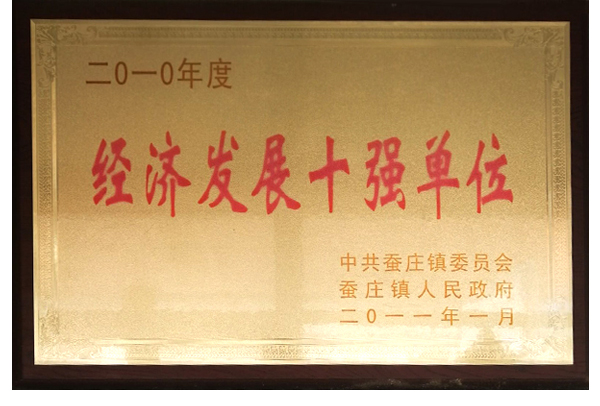 二0一0年度
经济发展十强单位
中共蚕庄镇委员会
蚕庄镇人民政府
二0一一年一月